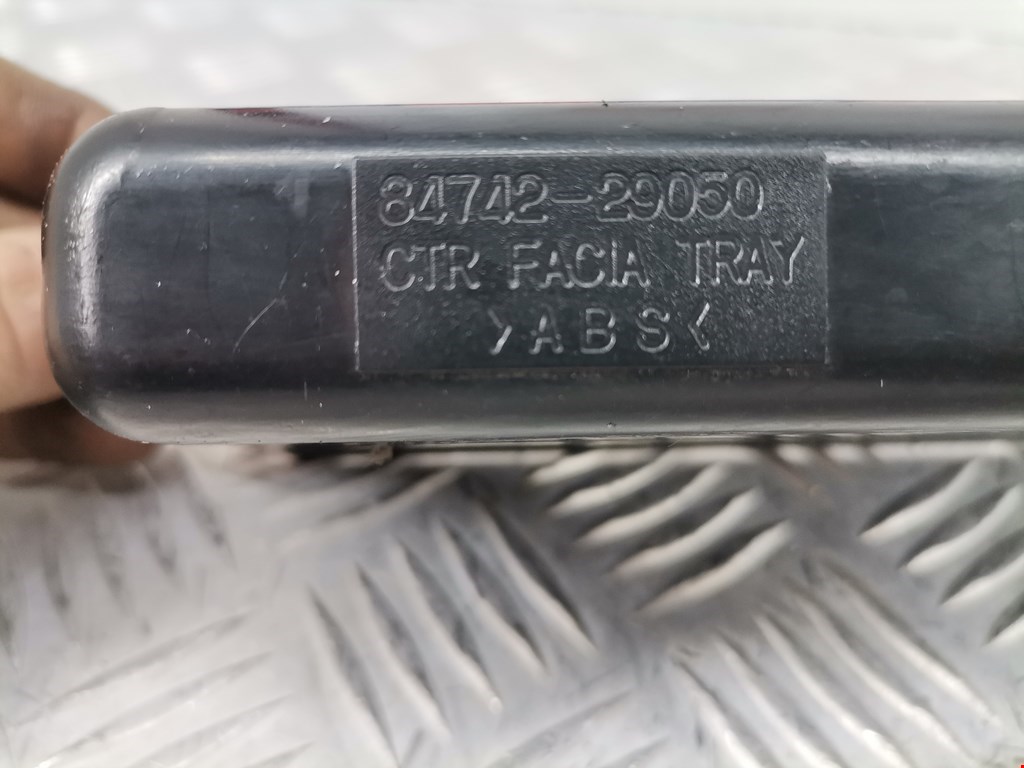 84742-29050
CTR FACIA TRAY
>ABS<